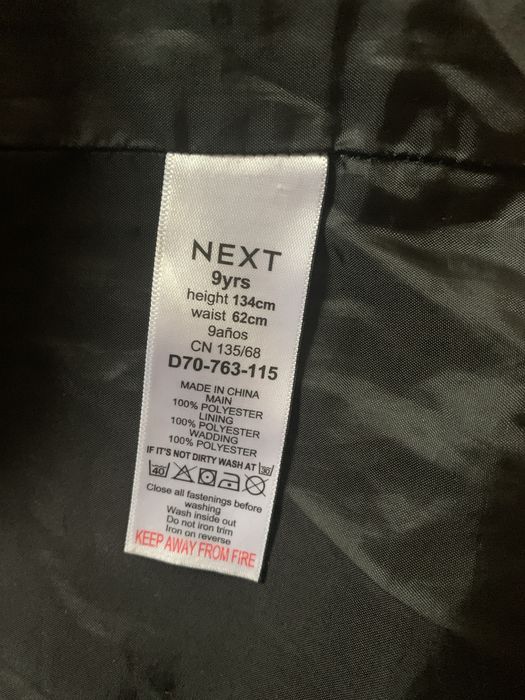 NEXT
9yrs
height 134cm
waist 62cm
9años
CN 135/68
D70-763-115
MADE IN CHINA
MAIN
100% POLYESTER
LINING
100% POLYESTER
WADDING
100% POLYESTER
IF IT'S NOT DIRTY WASH AT 30
40
Close all fastenings before
washing
Wash inside out
Do not iron trim
Iron on reverse
KEEP AWAY FROM FIRE